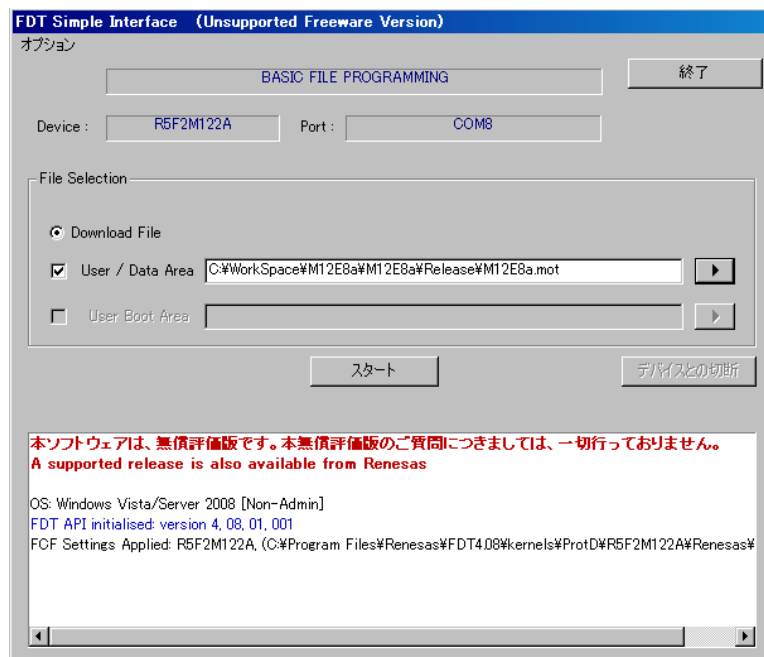 FDT Simple Interface （Unsupported Freeware Version）
オプション
BASIC FILE PROGRAMMING
終了
Device : R5F2M122A Port : COM8
File Selection
Download File
User / Data Area C:¥WorkSpace¥M12E8a¥M12E8a¥Release¥M12E8a.mot
User Boot Area
スタート
デバイスとの切断
本ソフトウェアは、無償評価版です。本無償評価版のご質問につきましては、一切行っておりません。
A supported release is also available from Renesas
OS: Windows Vista/Server 2008 [Non-Admin]
FDT API initialised: version 4, 08, 01, 001
FCF Settings Applied: R5F2M122A, (C:¥Program Files¥Renesas¥FDT4.08¥kernels¥ProtD¥R5F2M122A¥Renesas¥